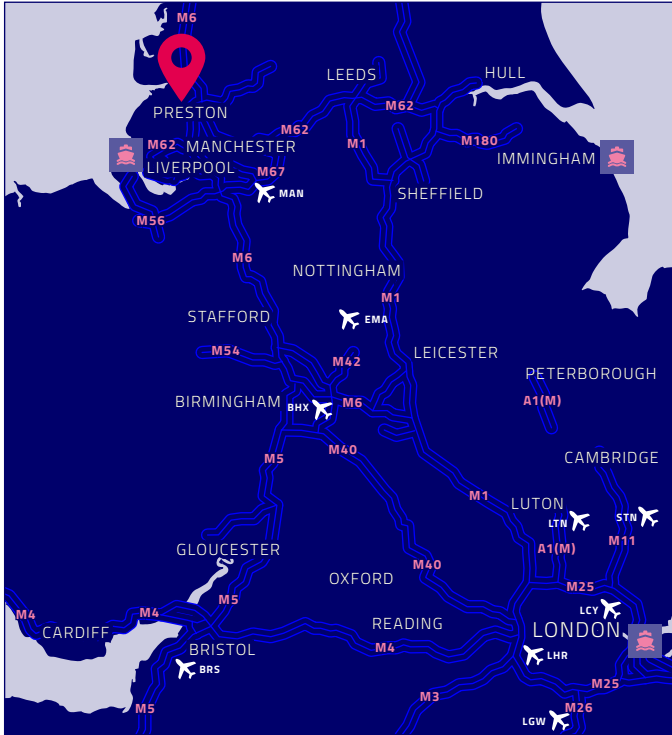 M6
LEEDS
HULL
M62
PRESTON
M62
M1
M180
M62
MANCHESTER
IMMINGHAM
LIVERPOOL
M67
MAN
SHEFFIELD
M56
M6
NOTTINGHAM
M1
STAFFORD
EMA
M54
M42
LEICESTER
PETERBOROUGH
BIRMINGHAM
BHX
M6
A1(M)
M5
M40
CAMBRIDGE
M1
LUTON
LTN
STN
GLOUCESTER
A1(M)
M11
M40
OXFORD
M25
M5
M4
M4
LCY
CARDIFF
READING
LONDON
BRISTOL
M4
LHR
BRS
M25
M3
M5
M26
LGW